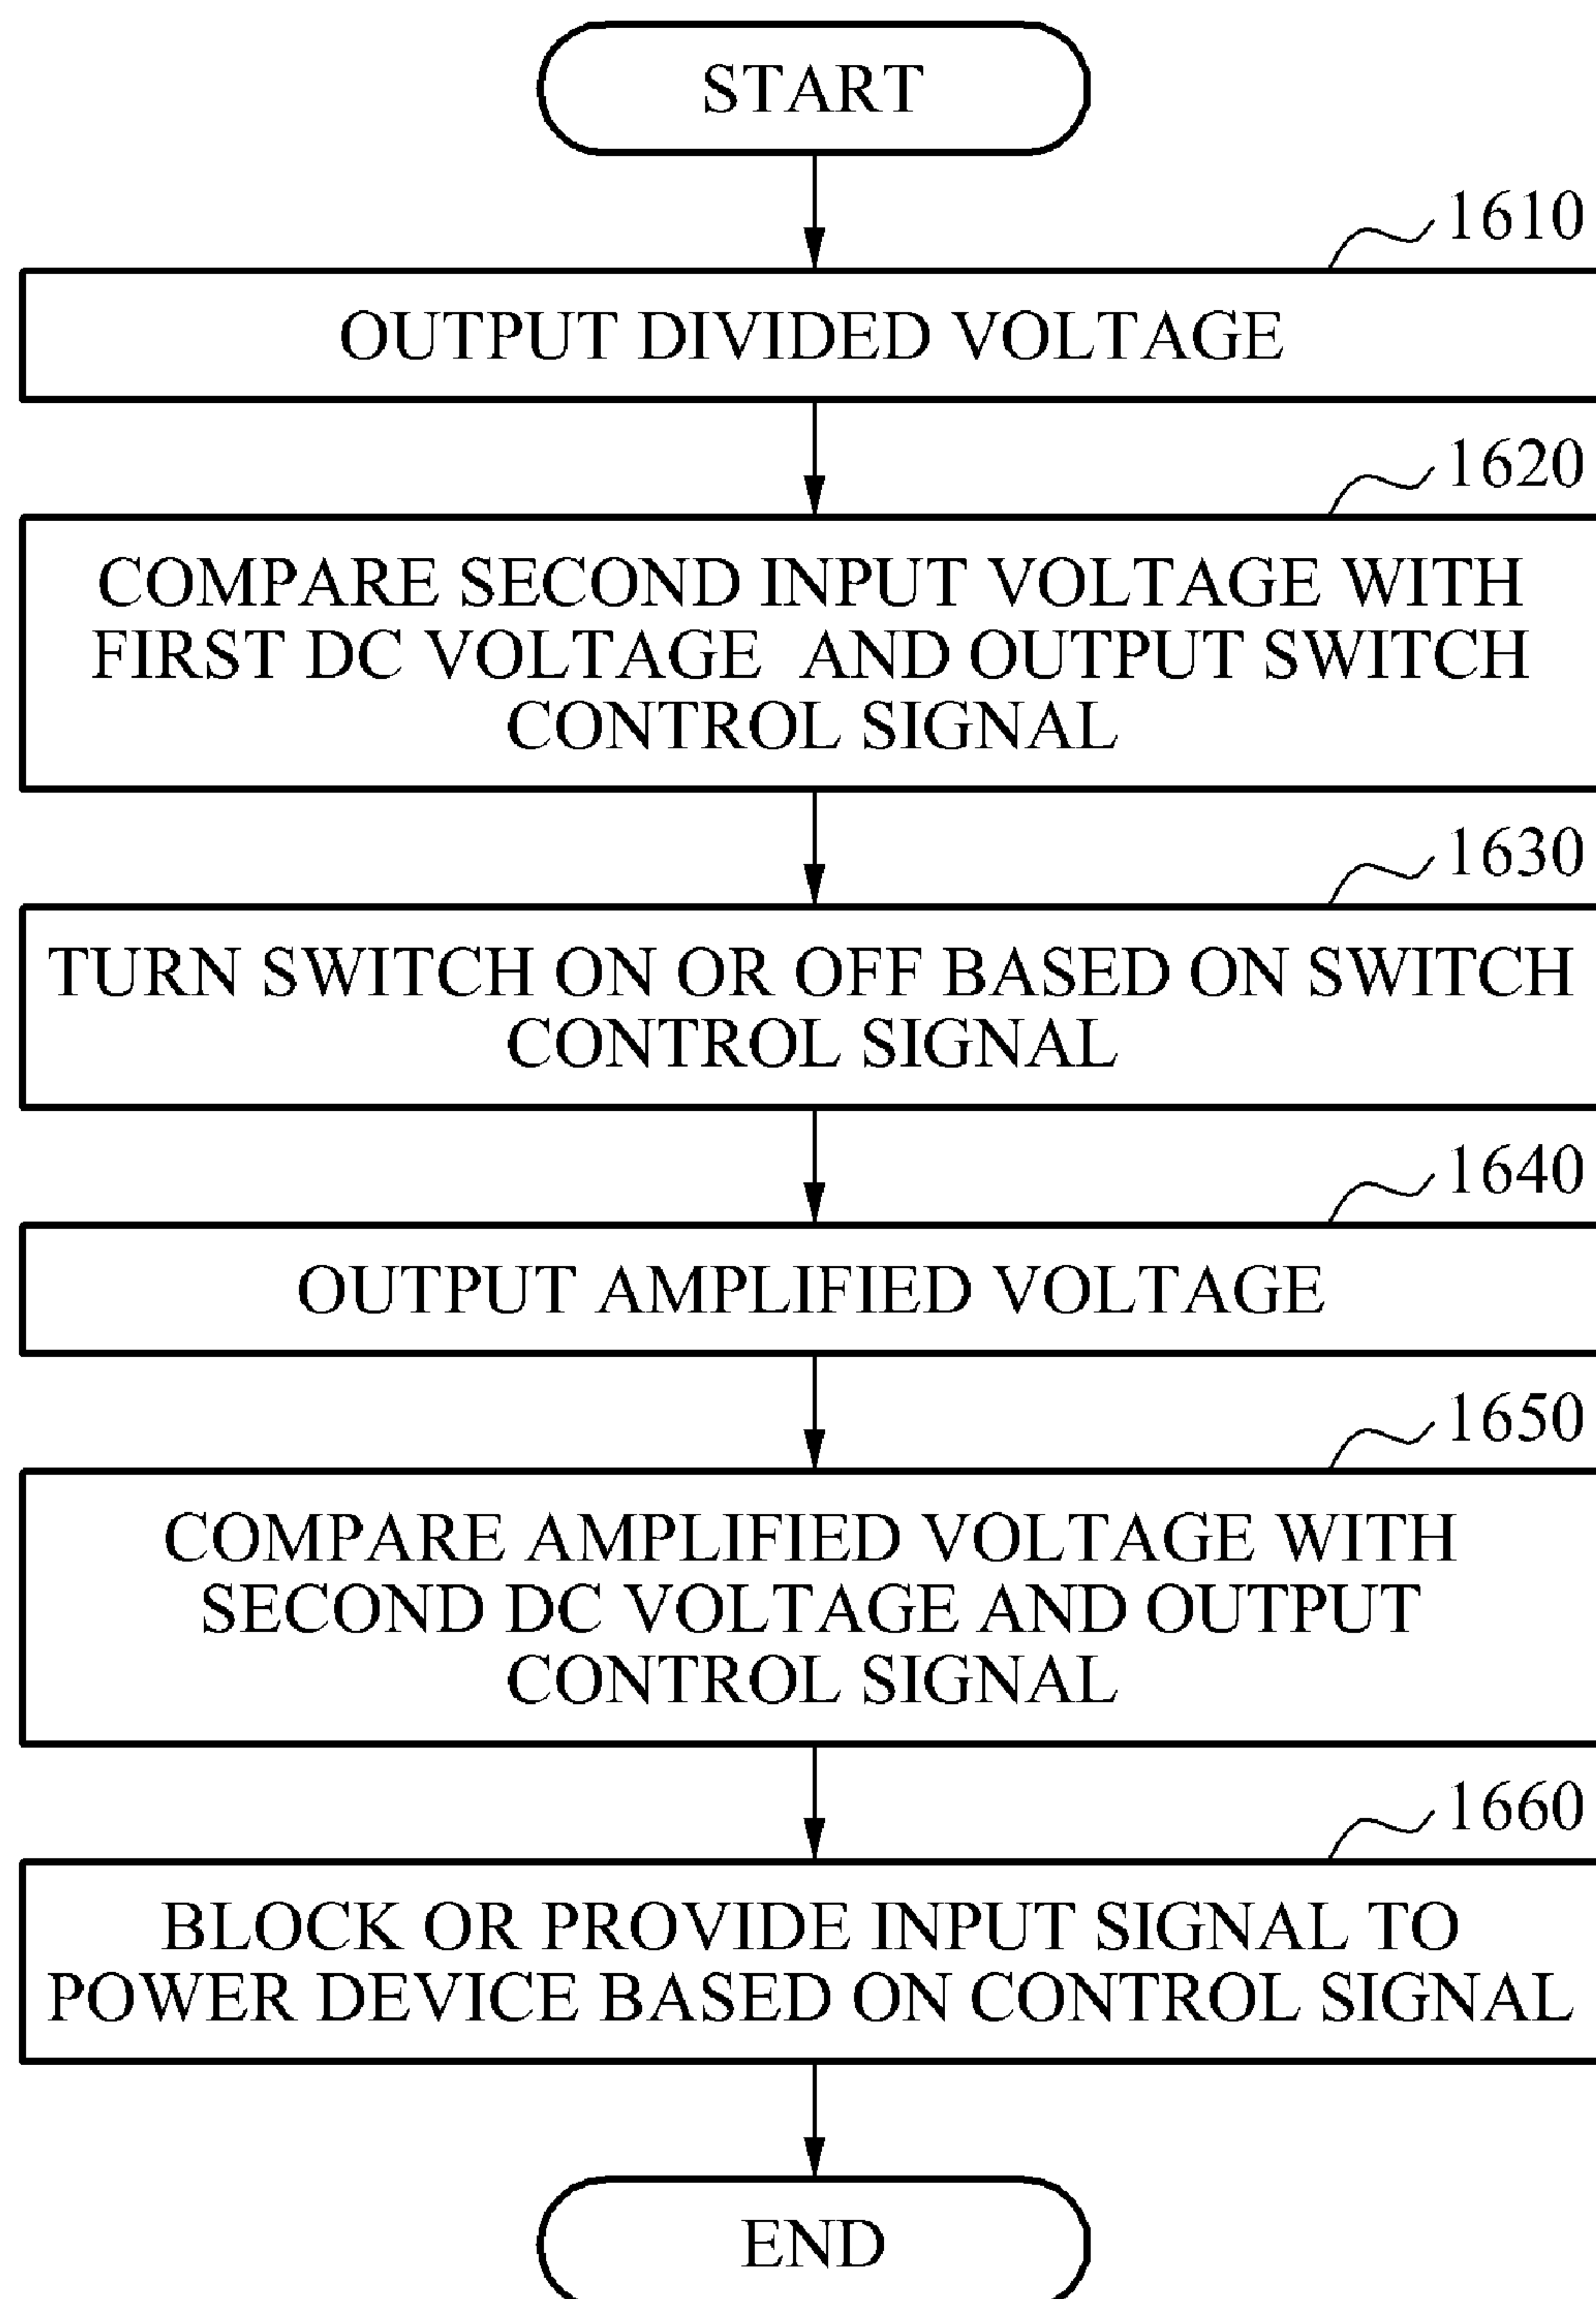 START
1610
OUTPUT DIVIDED VOLTAGE
1620
COMPARE SECOND INPUT VOLTAGE WITH
FIRST DC VOLTAGE AND OUTPUT SWITCH
CONTROL SIGNAL
1630
TURN SWITCH ON OR OFF BASED ON SWITCH
CONTROL SIGNAL
1640
OUTPUT AMPLIFIED VOLTAGE
1650
COMPARE AMPLIFIED VOLTAGE WITH
SECOND DC VOLTAGE AND OUTPUT
CONTROL SIGNAL
1660
BLOCK OR PROVIDE INPUT SIGNAL TO
POWER DEVICE BASED ON CONTROL SIGNAL
END